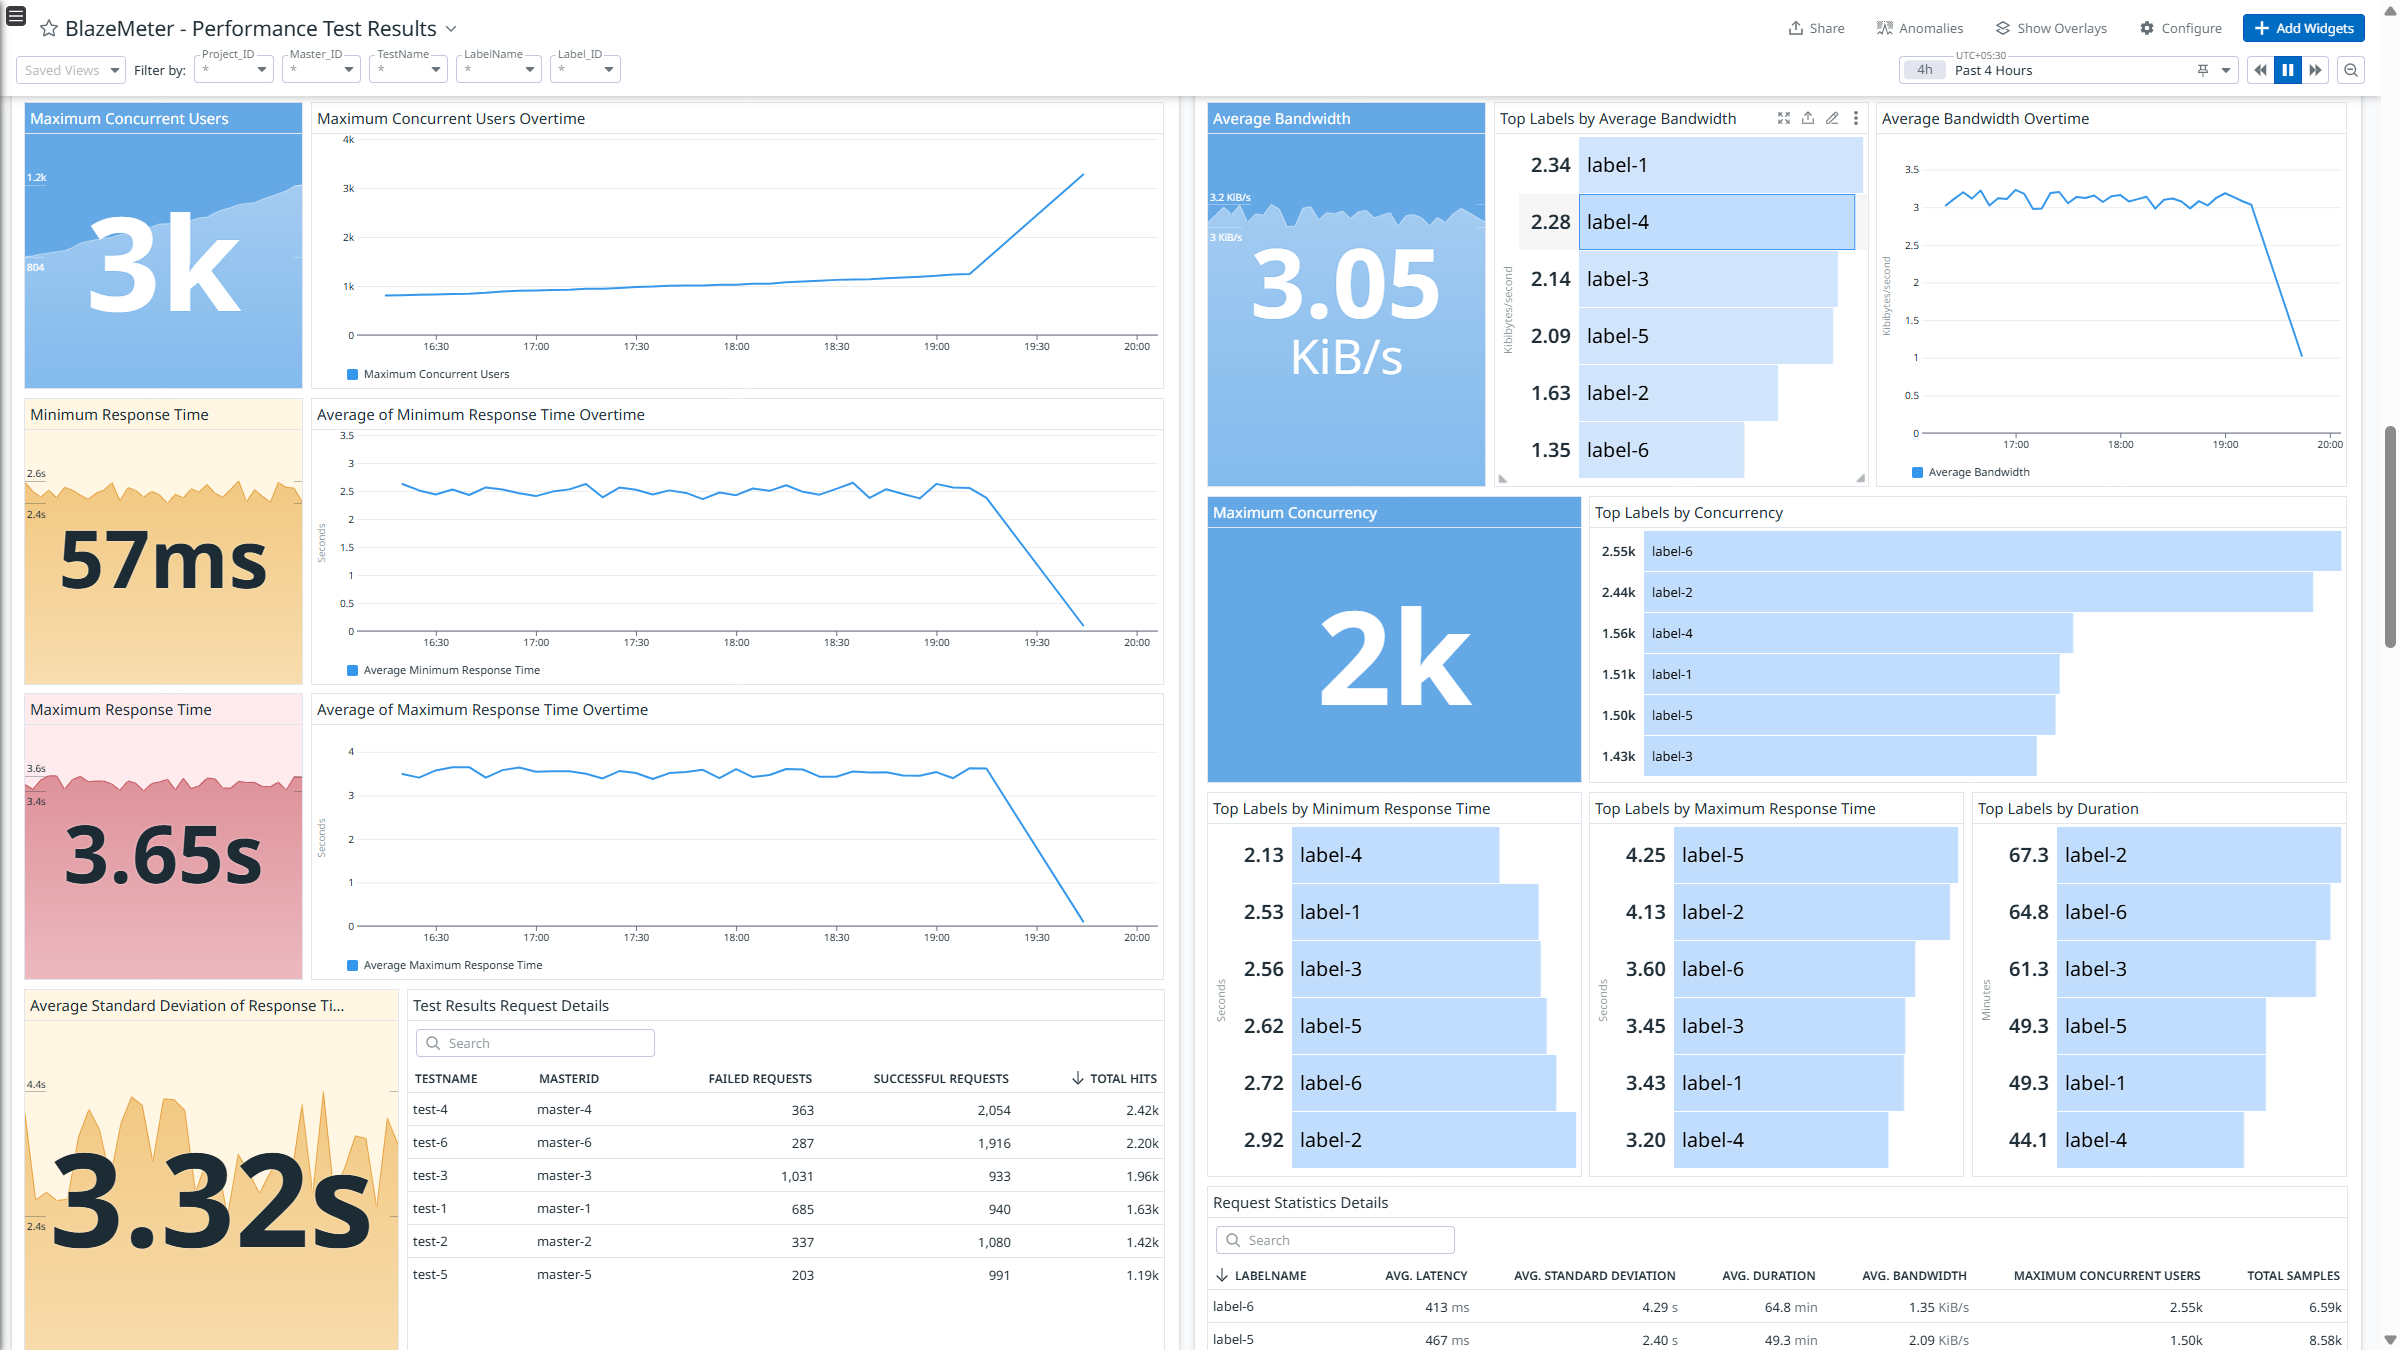 BlazeMeter - Performance Test Results
Share
Anomalies
Show Overlays
Configure
Add Widgets
Saved Views
Filter by:
Project_ID
*
Master_ID
*
TestName
*
LabelName
*
Label_ID
*
UTC+05:30
4h
Past 4 Hours
Maximum Concurrent Users
1.2k
804
3k
Maximum Concurrent Users Overtime
4k
3k
2k
1k
0
16:30 17:00 17:30 18:00 18:30 19:00 19:30 20:00
Maximum Concurrent Users
Minimum Response Time
2.6s
2.4s
57ms
Average of Minimum Response Time Overtime
Seconds
3.5
3
2.5
2
1.5
1
0.5
0
16:30 17:00 17:30 18:00 18:30 19:00 19:30 20:00
Average Minimum Response Time
Maximum Response Time
3.6s
3.4s
3.65s
Average of Maximum Response Time Overtime
Seconds
4
3
2
1
0
16:30 17:00 17:30 18:00 18:30 19:00 19:30 20:00
Average Maximum Response Time
Average Standard Deviation of Response Ti...
4.4s
2.4s
3.32s
Test Results Request Details
Search
TESTNAME MASTERID FAILED REQUESTS SUCCESSFUL REQUESTS TOTAL HITS
test-4 master-4 363 2,054 2.42k
test-6 master-6 287 1,916 2.20k
test-3 master-3 1,031 933 1.96k
test-1 master-1 685 940 1.63k
test-2 master-2 337 1,080 1.42k
test-5 master-5 203 991 1.19k
Average Bandwidth
3.2 KiB/s
3 KiB/s
3.05
KiB/s
Top Labels by Average Bandwidth
Kibibytes/second
2.34 label-1
2.28 label-4
2.14 label-3
2.09 label-5
1.63 label-2
1.35 label-6
Average Bandwidth Overtime
Kibibytes/second
3.5
3
2.5
2
1.5
1
0.5
0
17:00 18:00 19:00 20:00
Average Bandwidth
Maximum Concurrency
2k
Top Labels by Concurrency
2.55k label-6
2.44k label-2
1.56k label-4
1.51k label-1
1.50k label-5
1.43k label-3
Top Labels by Minimum Response Time
Seconds
2.13 label-4
2.53 label-1
2.56 label-3
2.62 label-5
2.72 label-6
2.92 label-2
Top Labels by Maximum Response Time
Seconds
4.25 label-5
4.13 label-2
3.60 label-6
3.45 label-3
3.43 label-1
3.20 label-4
Top Labels by Duration
Minutes
67.3 label-2
64.8 label-6
61.3 label-3
49.3 label-5
49.3 label-1
44.1 label-4
Request Statistics Details
Search
LABELNAME AVG. LATENCY AVG. STANDARD DEVIATION AVG. DURATION AVG. BANDWIDTH MAXIMUM CONCURRENT USERS TOTAL SAMPLES
label-6 413 ms 4.29 s 64.8 min 1.35 KiB/s 2.55k 6.59k
label-5 467 ms 2.40 s 49.3 min 2.09 KiB/s 1.50k 8.58k